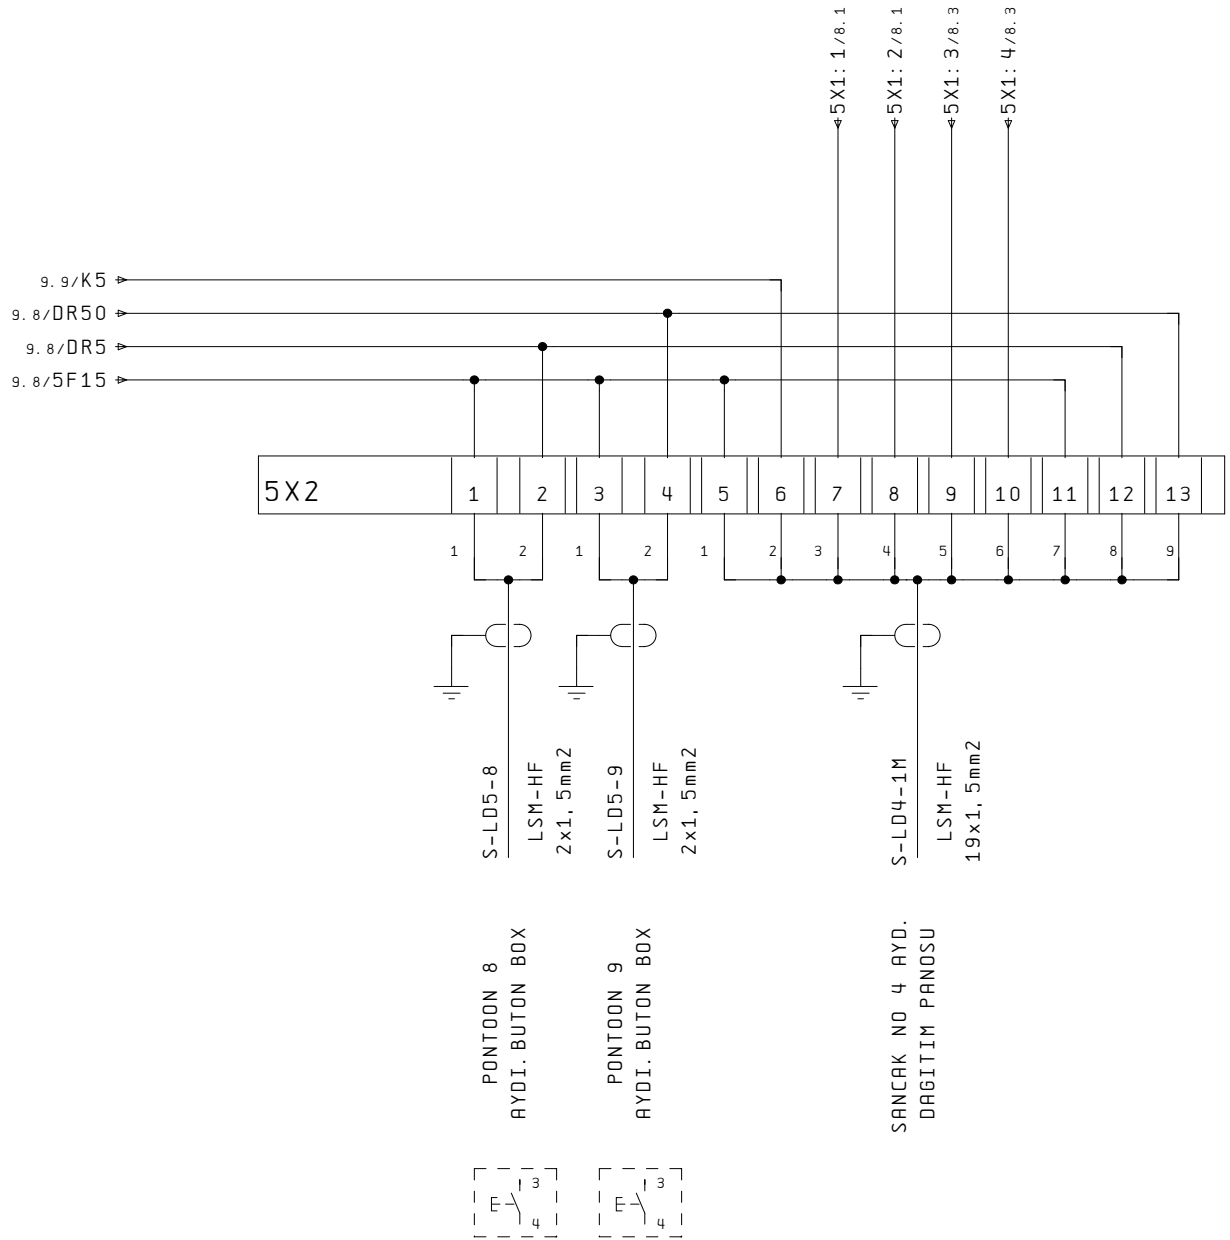 5X1:1/8.1
5X1:2/8.1
5X1:3/8.3
5X1:4/8.3
9.9/K5
9.8/DR50
9.8/DR5
9.8/5F15
5X2
1 2 3 4 5 6 7 8 9 10 11 12 13
1 2 1 2 1 2 3 4 5 6 7 8 9
S-LD5-8
LSM-HF
2x1,5mm2
S-LD5-9
LSM-HF
2x1,5mm2
S-LD4-1M
LSM-HF
19x1,5mm2
PONTOON 8
AYDI.BUTON BOX
PONTOON 9
AYDI.BUTON BOX
SANCAK NO 4 AYD.
DAGITIM PANOSU
3
4
3
4